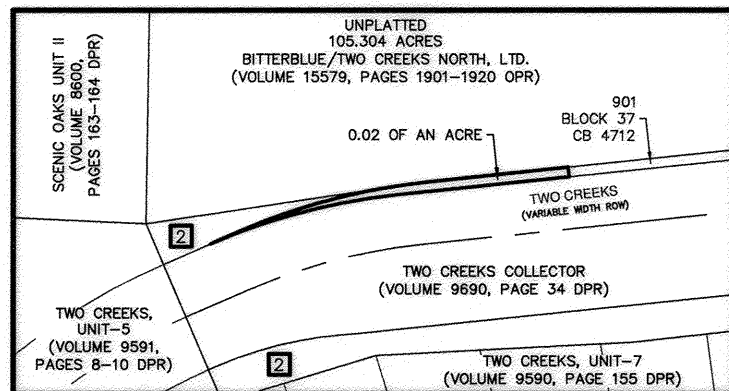 UNPLATTED
105.304 ACRES
BITTERBLUE/TWO CREEKS NORTH, LTD.
(VOLUME 15579, PAGES 1901-1920 OPR)
SCENIC OAKS UNIT II
(VOLUME 8600,
PAGES 163-164 DPR)
901
BLOCK 37
CB 4712
0.02 OF AN ACRE
TWO CREEKS
(VARIABLE WIDTH ROW)
2
TWO CREEKS COLLECTOR
(VOLUME 9690, PAGE 34 DPR)
TWO CREEKS,
UNIT-5
(VOLUME 9591,
PAGES 8-10 DPR)
2
TWO CREEKS, UNIT-7
(VOLUME 9590, PAGE 155 DPR)